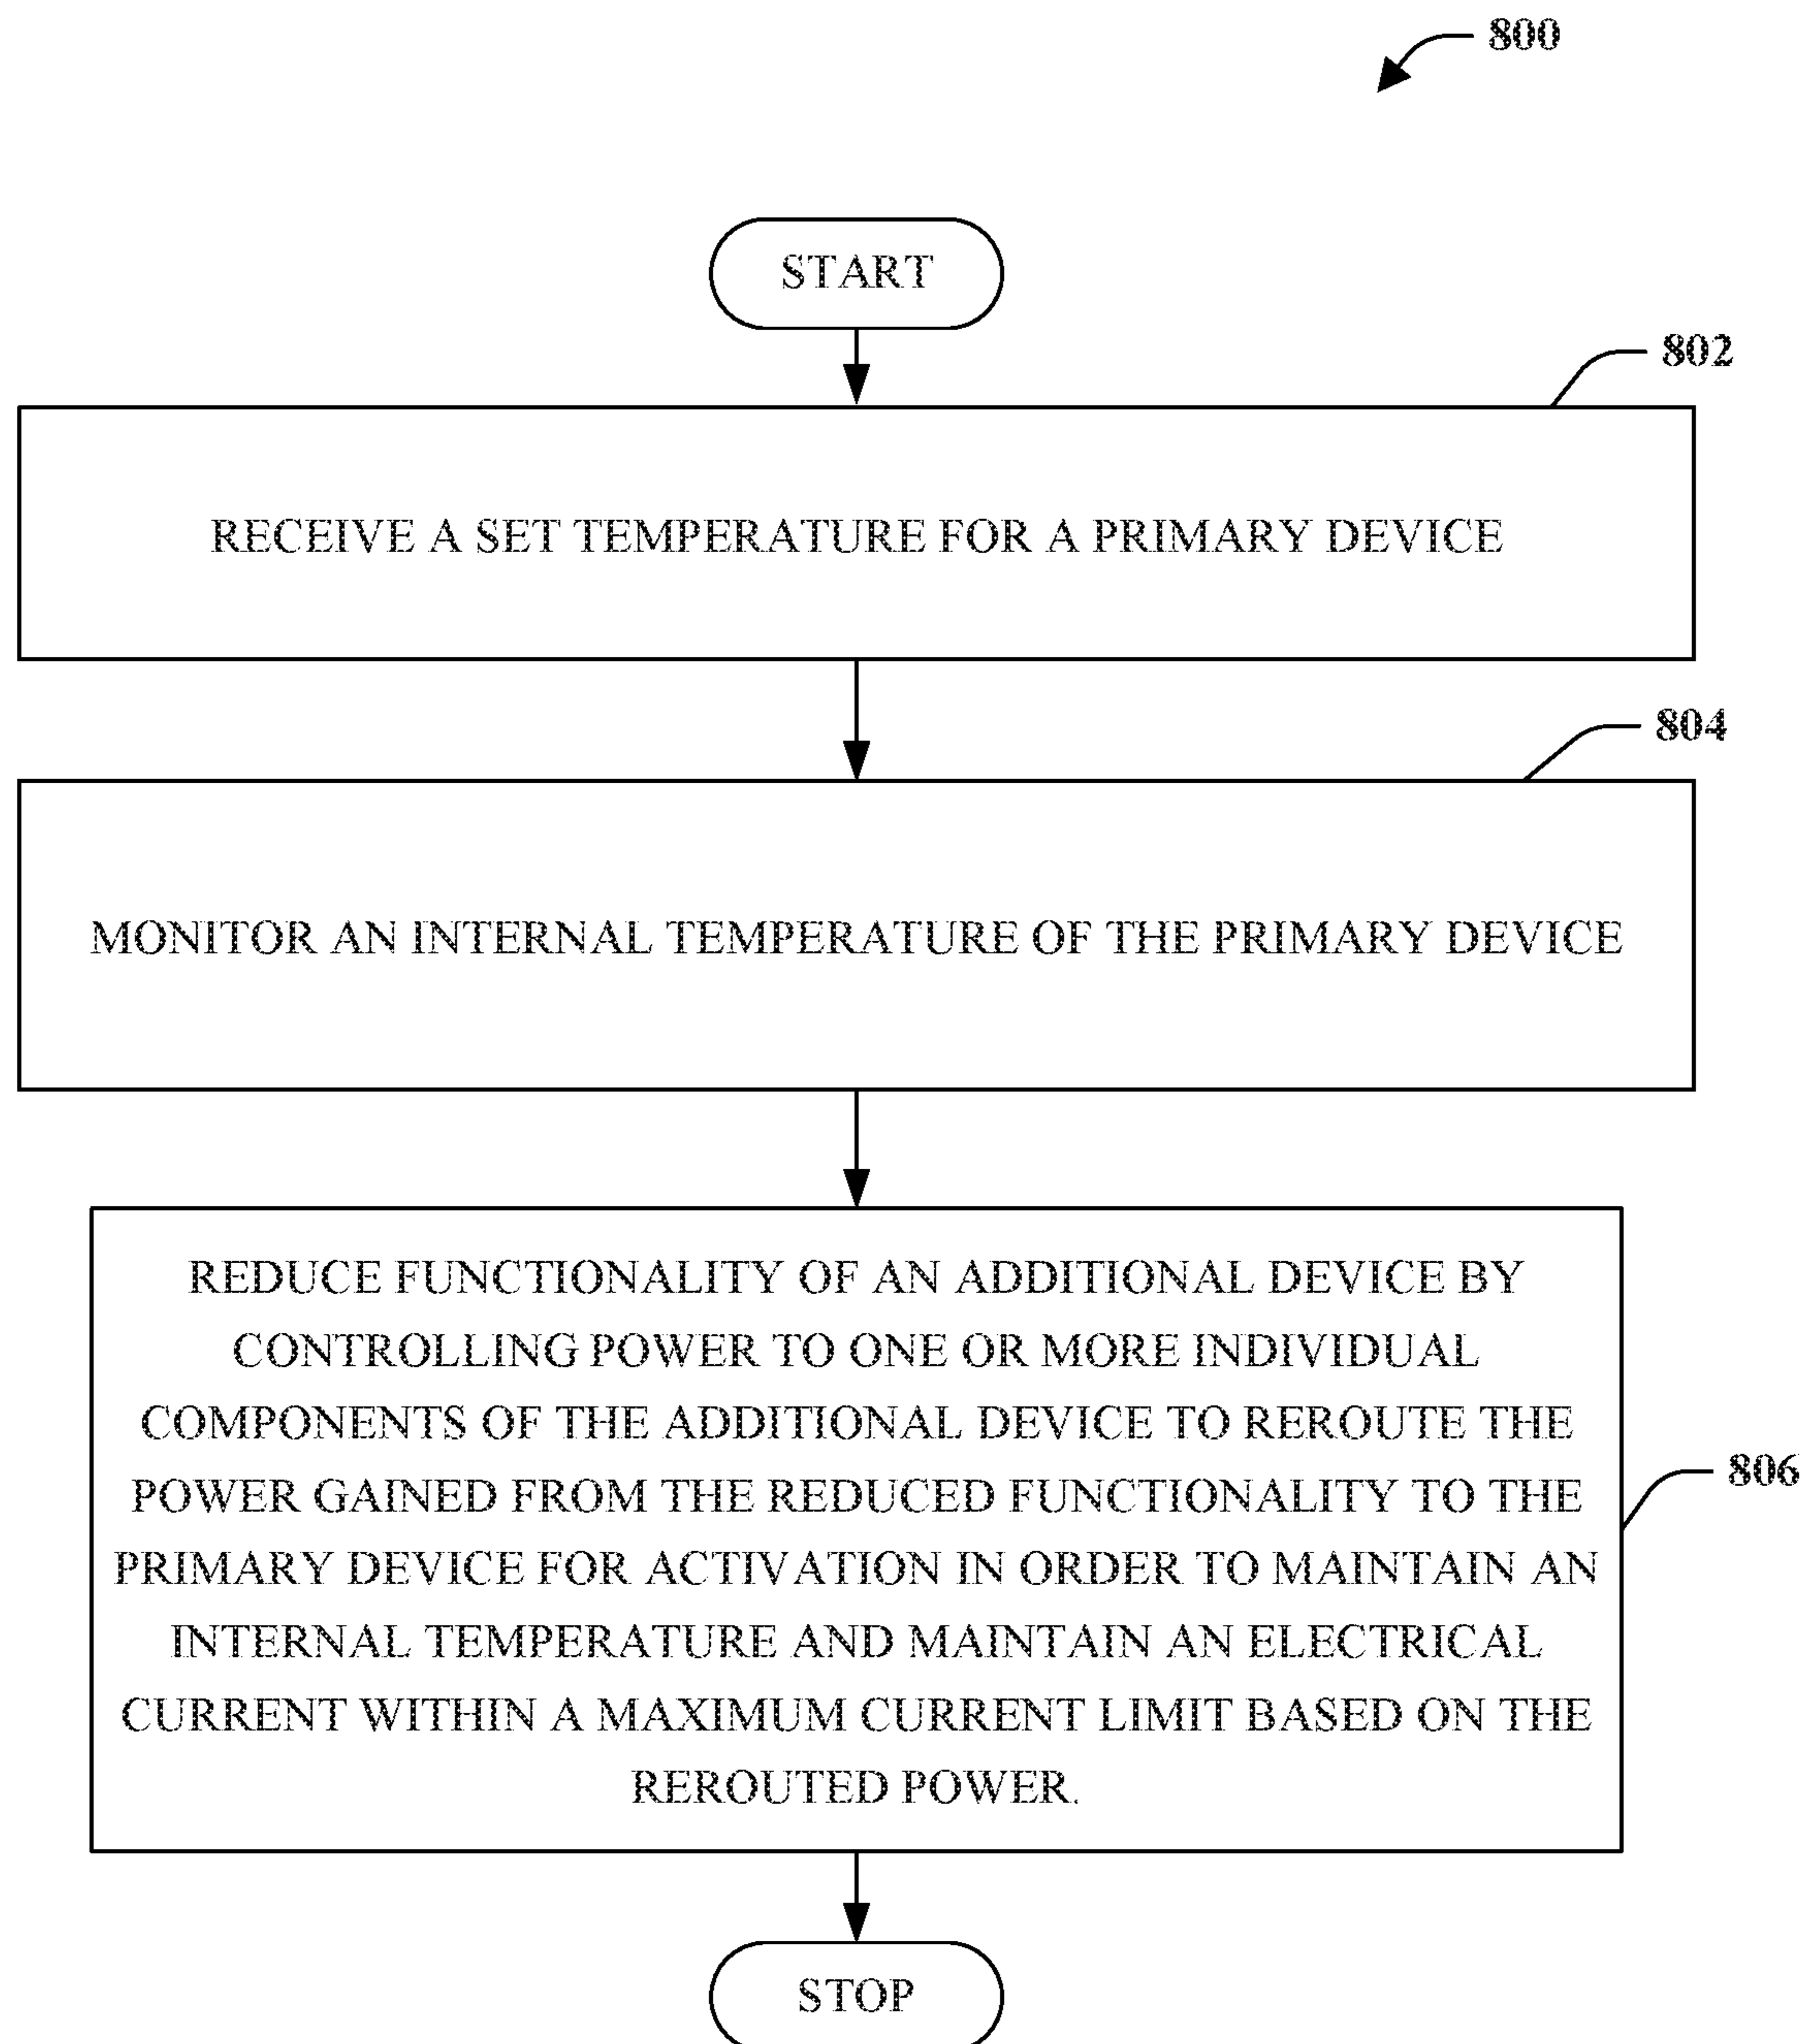 800
START
802
RECEIVE A SET TEMPERATURE FOR A PRIMARY DEVICE
804
MONITOR AN INTERNAL TEMPERATURE OF THE PRIMARY DEVICE
REDUCE FUNCTIONALITY OF AN ADDITIONAL DEVICE BY
CONTROLLING POWER TO ONE OR MORE INDIVIDUAL
COMPONENTS OF THE ADDITIONAL DEVICE TO REROUTE THE
POWER GAINED FROM THE REDUCED FUNCTIONALITY TO THE
PRIMARY DEVICE FOR ACTIVATION IN ORDER TO MAINTAIN AN
INTERNAL TEMPERATURE AND MAINTAIN AN ELECTRICAL
CURRENT WITHIN A MAXIMUM CURRENT LIMIT BASED ON THE
REROUTED POWER.
806
STOP